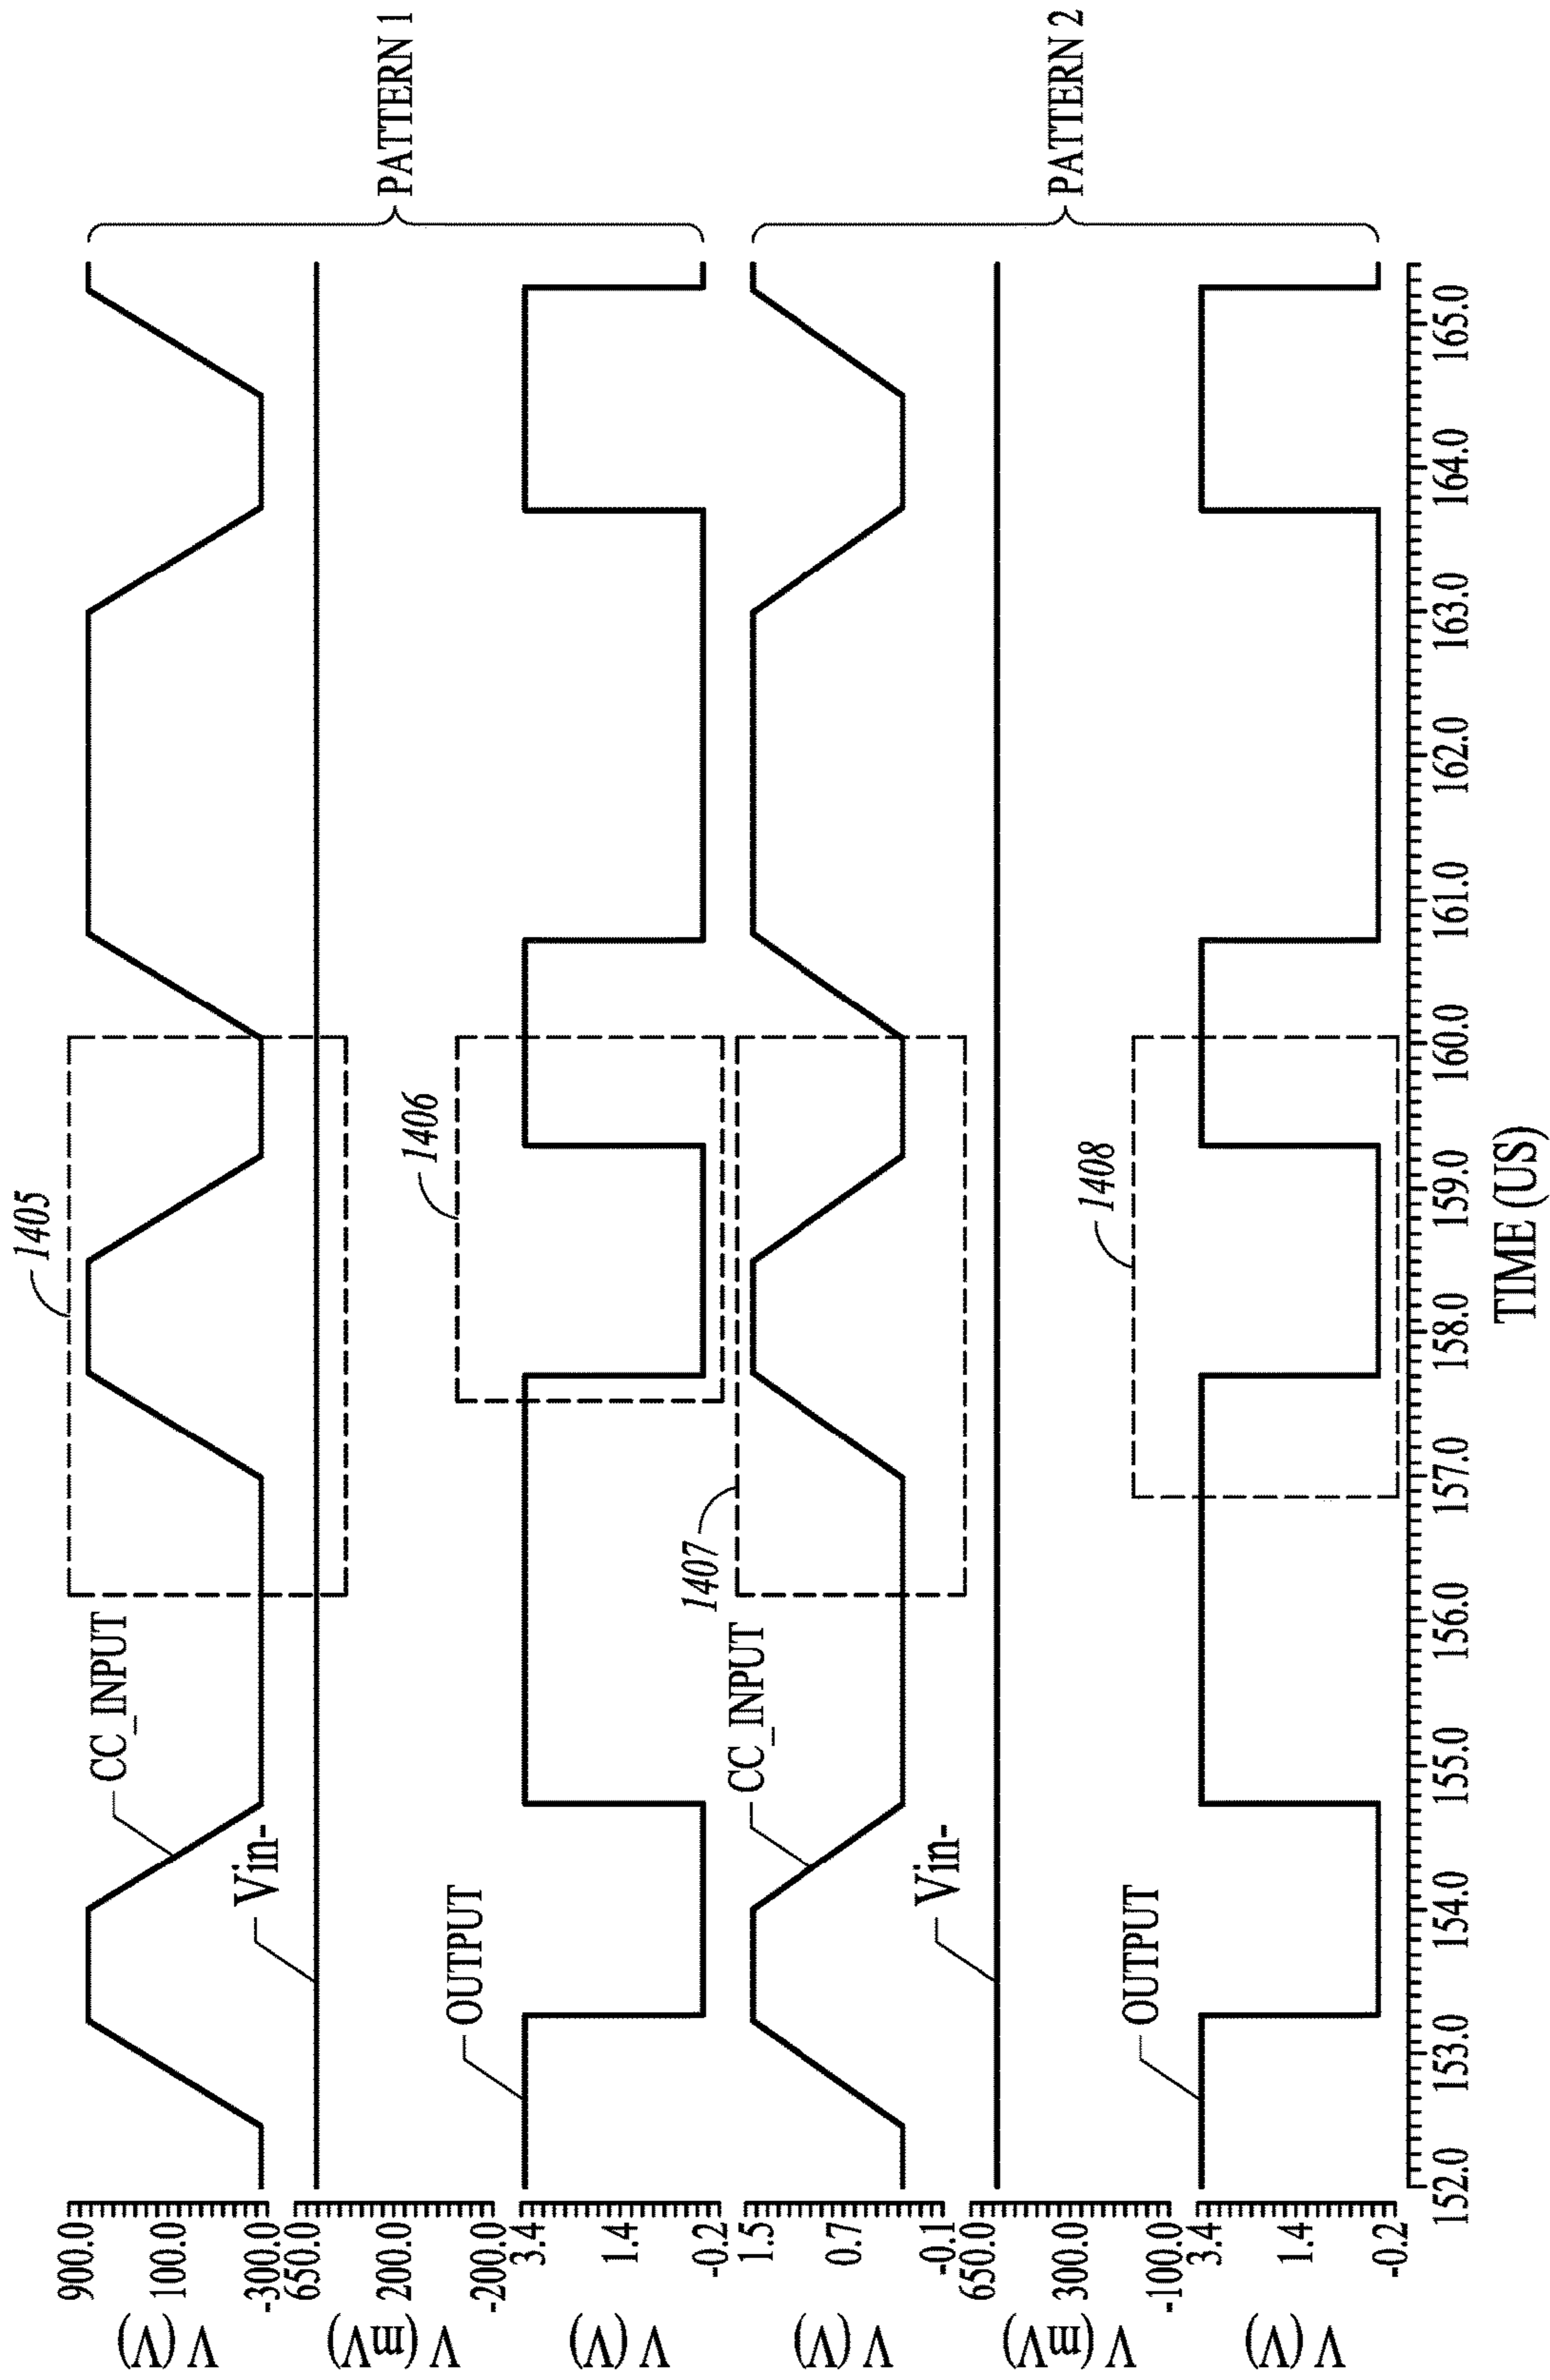 1405
CC_INPUT
900.0
100.0
-300.0
V (V)
Vin-
650.0
200.0
-200.0
V (mV)
1406
OUTPUT
3.4
1.4
-0.2
V (V)
PATTERN 1
1407
CC_INPUT
1.5
0.7
-0.1
V (V)
Vin-
650.0
300.0
-100.0
V (mV)
1408
OUTPUT
3.4
1.4
-0.2
V (V)
PATTERN 2
152.0 153.0 154.0 155.0 156.0 157.0 158.0 159.0 160.0 161.0 162.0 163.0 164.0 165.0
TIME (US)